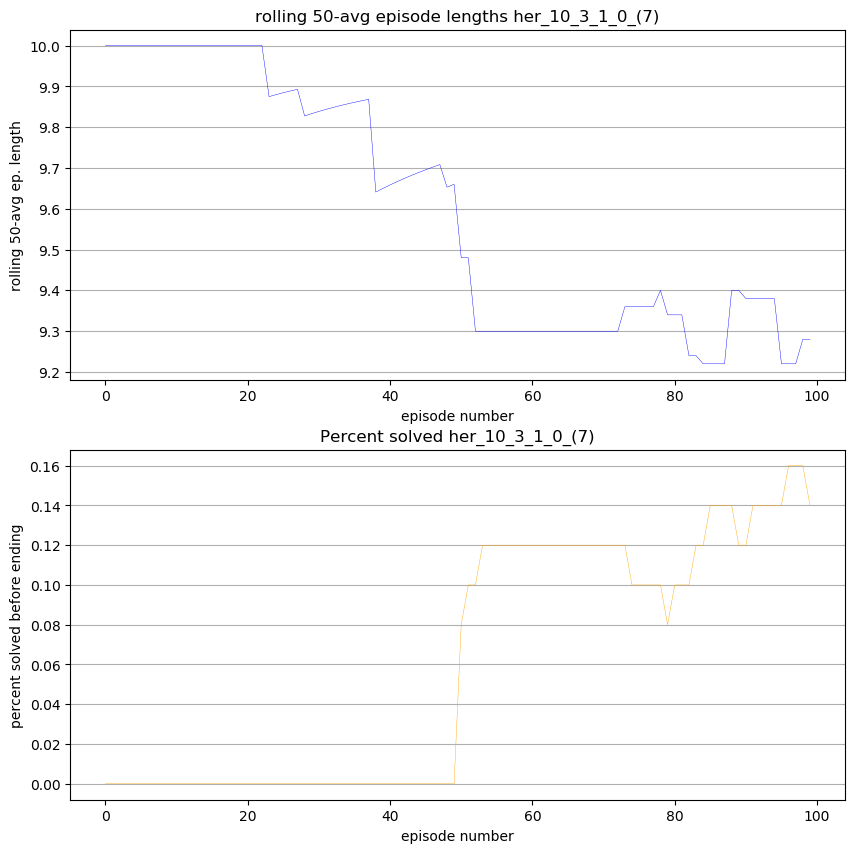 rolling 50-avg episode lengths her_10_3_1_0_(7)
rolling 50-avg ep. length
10.0
9.9
9.8
9.7
9.6
9.5
9.4
9.3
9.2
0 20 40 60 80 100
episode number
Percent solved her_10_3_1_0_(7)
percent solved before ending
0.16
0.14
0.12
0.10
0.08
0.06
0.04
0.02
0.00
0 20 40 60 80 100
episode number